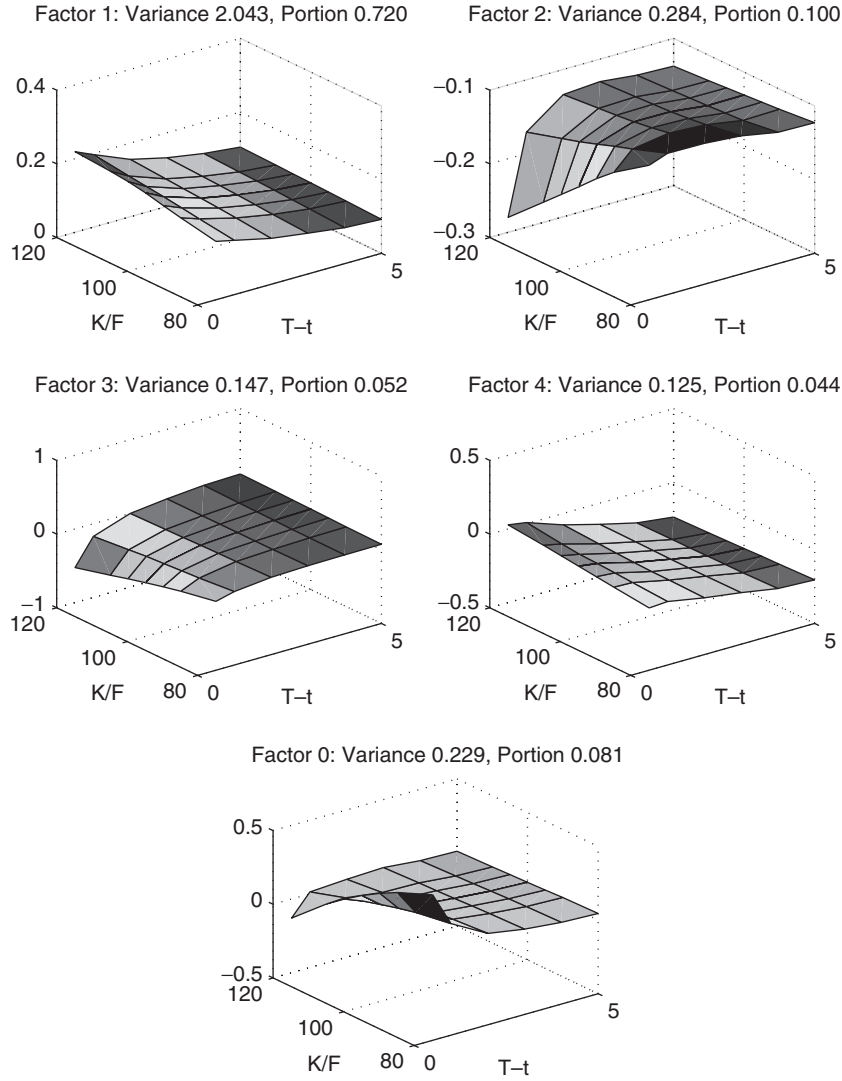 Factor 1: Variance 2.043, Portion 0.720
0.4
0.2
0
120
100
80
K/F
0
T–t
5
Factor 2: Variance 0.284, Portion 0.100
−0.1
−0.2
−0.3
120
100
80
K/F
0
T–t
5
Factor 3: Variance 0.147, Portion 0.052
1
0
−1
120
100
80
K/F
0
T–t
5
Factor 4: Variance 0.125, Portion 0.044
0.5
0
−0.5
120
100
80
K/F
0
T–t
5
Factor 0: Variance 0.229, Portion 0.081
0.5
0
−0.5
120
100
80
K/F
0
T–t
5